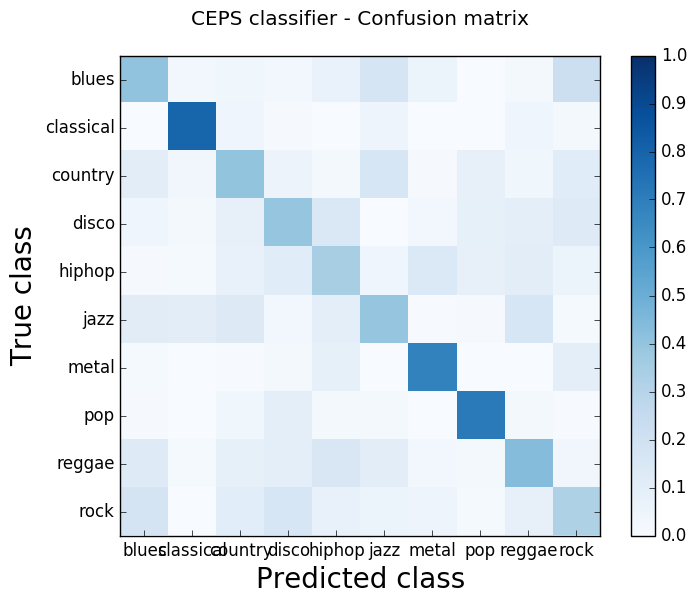 CEPS classifier - Confusion matrix
True class
blues
classical
country
disco
hiphop
jazz
metal
pop
reggae
rock
blues classical country disco hiphop jazz metal pop reggae rock
Predicted class
1.0
0.9
0.8
0.7
0.6
0.5
0.4
0.3
0.2
0.1
0.0